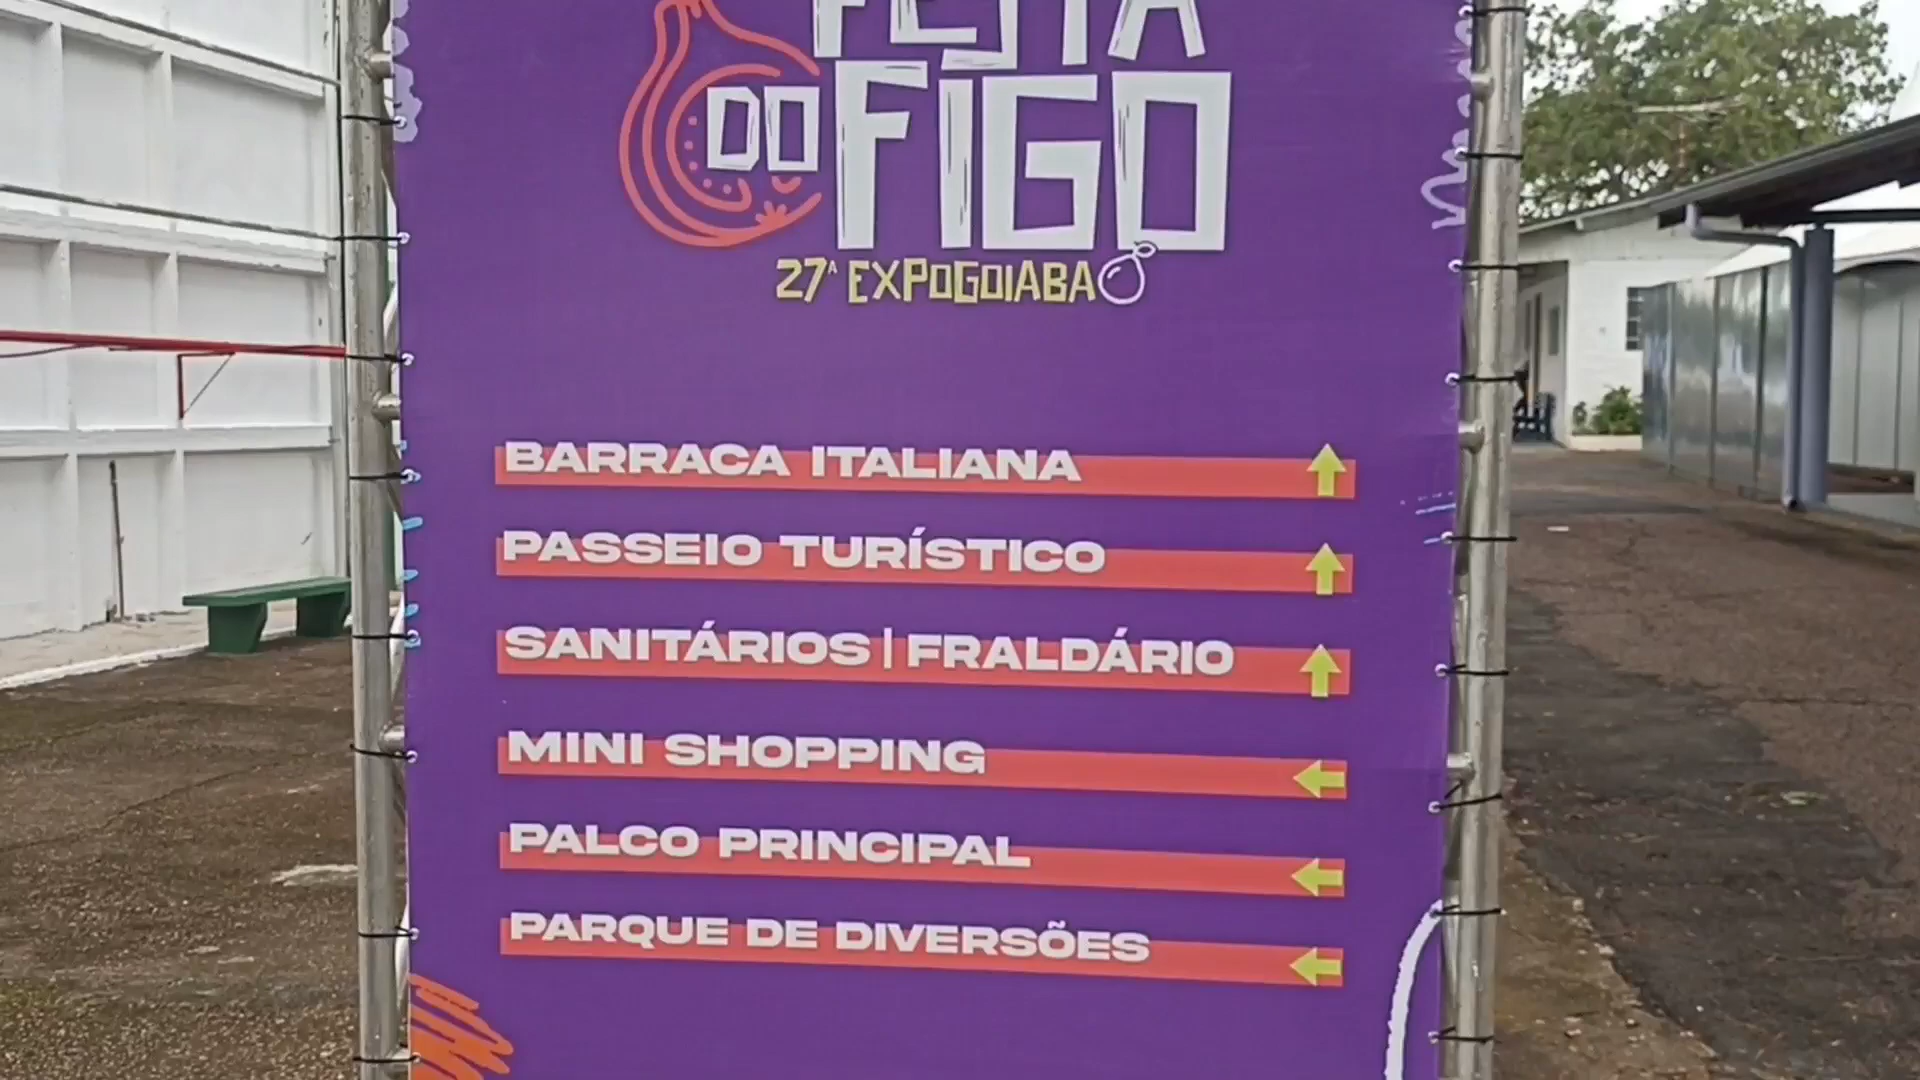 FESTA
DO FIGO
27ª EXPOGOIABA
BARRACA ITALIANA
PASSEIO TURÍSTICO
SANITÁRIOS | FRALDÁRIO
MINI SHOPPING
PALCO PRINCIPAL
PARQUE DE DIVERSÕES